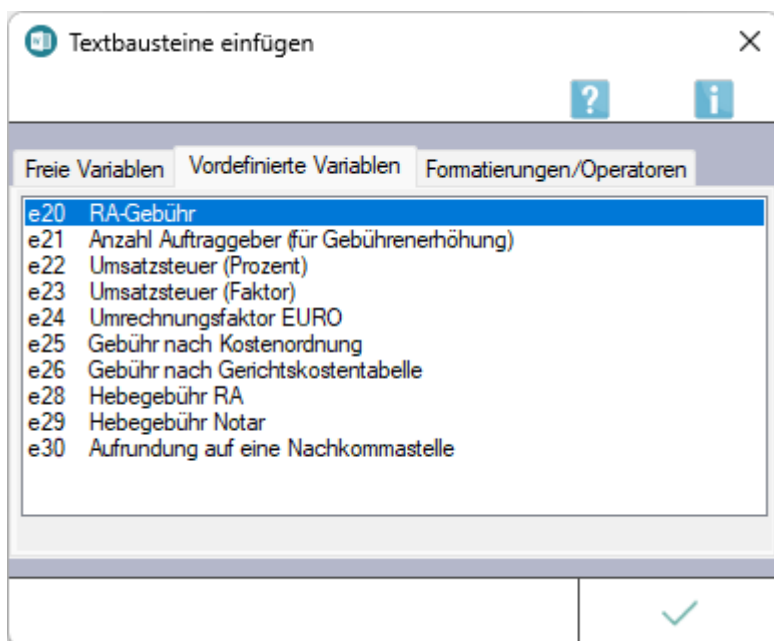 Textbausteine einfügen
Freie Variablen Vordefinierte Variablen Formatierungen/Operatoren
e20 RA-Gebühr
e21 Anzahl Auftraggeber (für Gebührenerhöhung)
e22 Umsatzsteuer (Prozent)
e23 Umsatzsteuer (Faktor)
e24 Umrechnungsfaktor EURO
e25 Gebühr nach Kostenordnung
e26 Gebühr nach Gerichtskostentabelle
e28 Hebegebühr RA
e29 Hebegebühr Notar
e30 Aufrundung auf eine Nachkommastelle